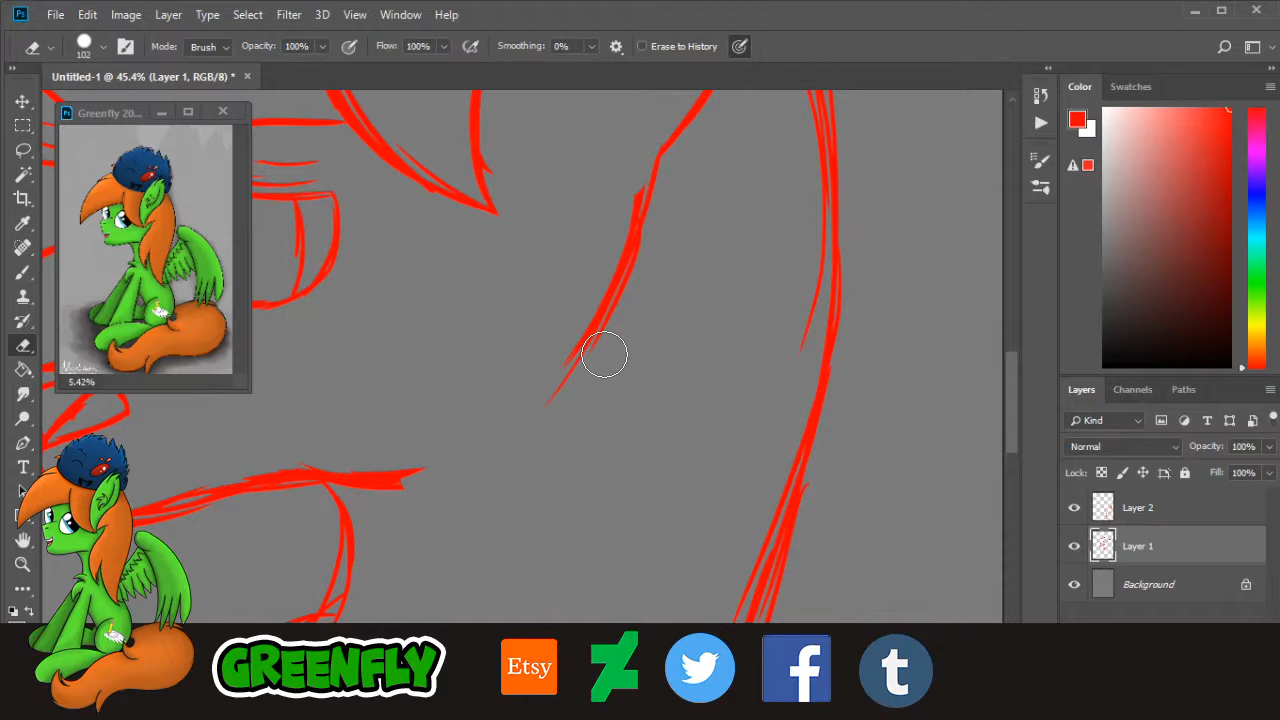 Ps File Edit Image Layer Type Select Filter 3D View Window Help
102 Mode: Brush Opacity: 100% Flow: 100% Smoothing: 0% Erase to History
Untitled-1 @ 45.4% (Layer 1, RGB/8) *
Ps Greenfly 20...
5.42%
Color Swatches
Layers Channels Paths
Kind
Normal Opacity: 100%
Lock: Fill: 100%
Layer 2
Layer 1
Background
GREENFLY
Etsy
f
t